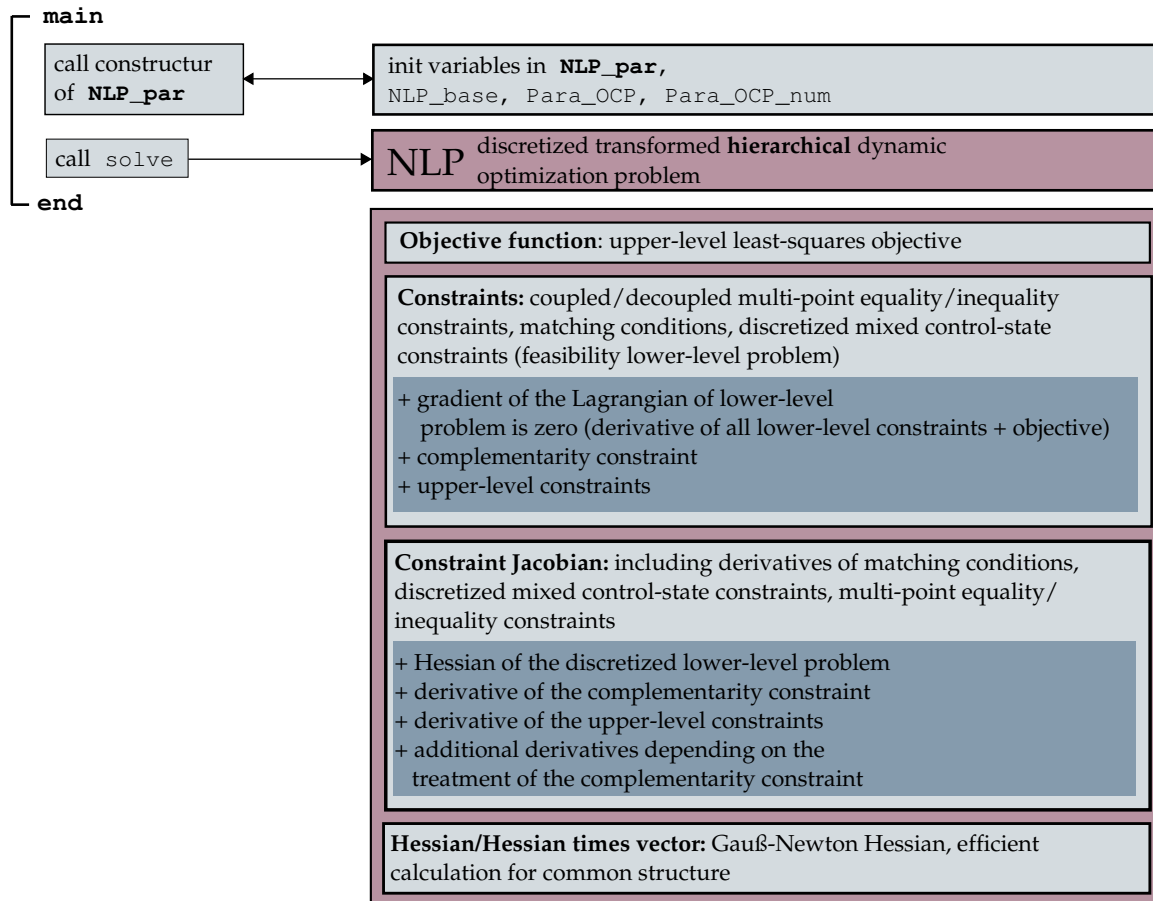 main
call constructur
of NLP_par
init variables in NLP_par,
NLP_base, Para_OCP, Para_OCP_num
call solve
NLP discretized transformed hierarchical dynamic
optimization problem
end
Objective function: upper-level least-squares objective
Constraints: coupled/decoupled multi-point equality/inequality
constraints, matching conditions, discretized mixed control-state
constraints (feasibility lower-level problem)
+ gradient of the Lagrangian of lower-level
problem is zero (derivative of all lower-level constraints + objective)
+ complementarity constraint
+ upper-level constraints
Constraint Jacobian: including derivatives of matching conditions,
discretized mixed control-state constraints, multi-point equality/
inequality constraints
+ Hessian of the discretized lower-level problem
+ derivative of the complementarity constraint
+ derivative of the upper-level constraints
+ additional derivatives depending on the
treatment of the complementarity constraint
Hessian/Hessian times vector: Gauß-Newton Hessian, efficient
calculation for common structure